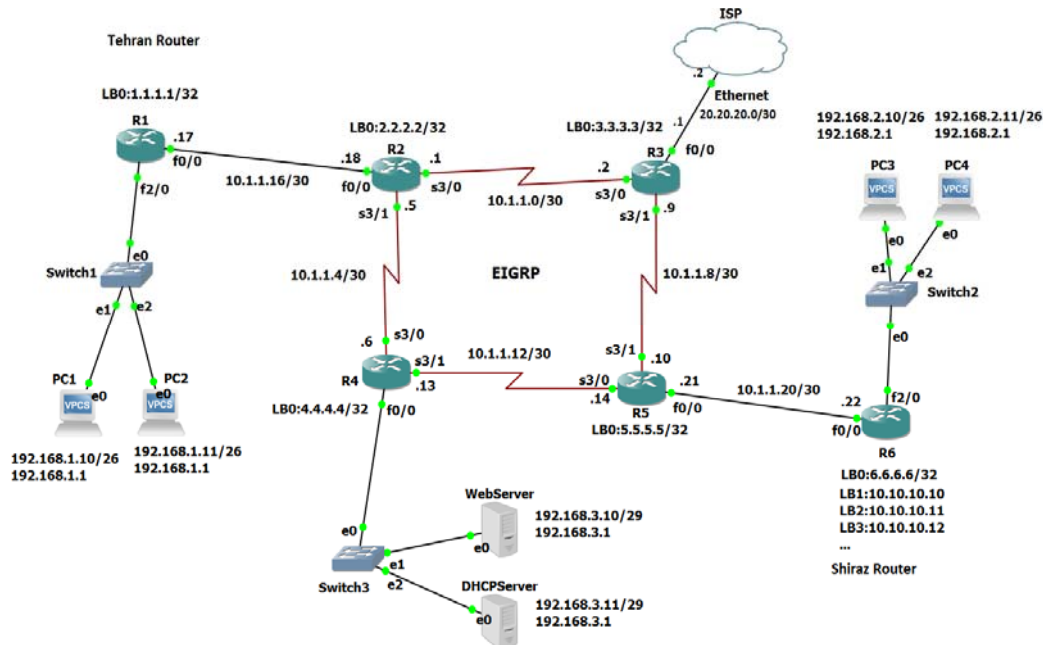 ISP
Tehran Router
.2
Ethernet
20.20.20.0/30
.1
LB0:1.1.1.1/32
R1
.17
f0/0
f2/0
10.1.1.16/30
LB0:2.2.2.2/32
R2
.18
f0/0
.1
s3/0
.5
s3/1
10.1.1.0/30
LB0:3.3.3.3/32
R3
f0/0
.2
s3/0
.9
s3/1
192.168.2.10/26
192.168.2.1
192.168.2.11/26
192.168.2.1
PC3
VPCS
e0
PC4
VPCS
e0
e1
e2
Switch2
e0
e0
Switch1
e1
e2
10.1.1.4/30
EIGRP
10.1.1.8/30
PC1
VPCS
e0
PC2
VPCS
e0
192.168.1.10/26
192.168.1.1
192.168.1.11/26
192.168.1.1
.6
s3/0
R4
s3/1
.13
LB0:4.4.4.4/32
f0/0
10.1.1.12/30
s3/1
.10
s3/0
.14
R5
.21
f0/0
LB0:5.5.5.5/32
10.1.1.20/30
.22
f0/0
f2/0
R6
LB0:6.6.6.6/32
LB1:10.10.10.10
LB2:10.10.10.11
LB3:10.10.10.12
...
Shiraz Router
e0
Switch3
e1
e2
WebServer
e0
192.168.3.10/29
192.168.3.1
DHCPServer
e0
192.168.3.11/29
192.168.3.1